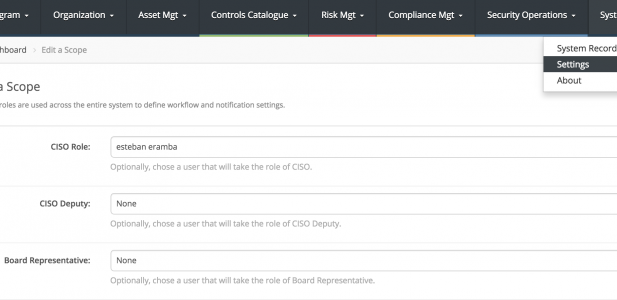 gram Organization Asset Mgt Controls Catalogue Risk Mgt Compliance Mgt Security Operations Syst
hboard > Edit a Scope
System Record
Settings
About
a Scope
roles are used across the entire system to define workflow and notification settings.
CISO Role: esteban eramba
Optionally, chose a user that will take the role of CISO.
CISO Deputy: None
Optionally, chose a user that will take the role of CISO Deputy.
Board Representative: None
Optionally, chose a user that will take the role of Board Representative.